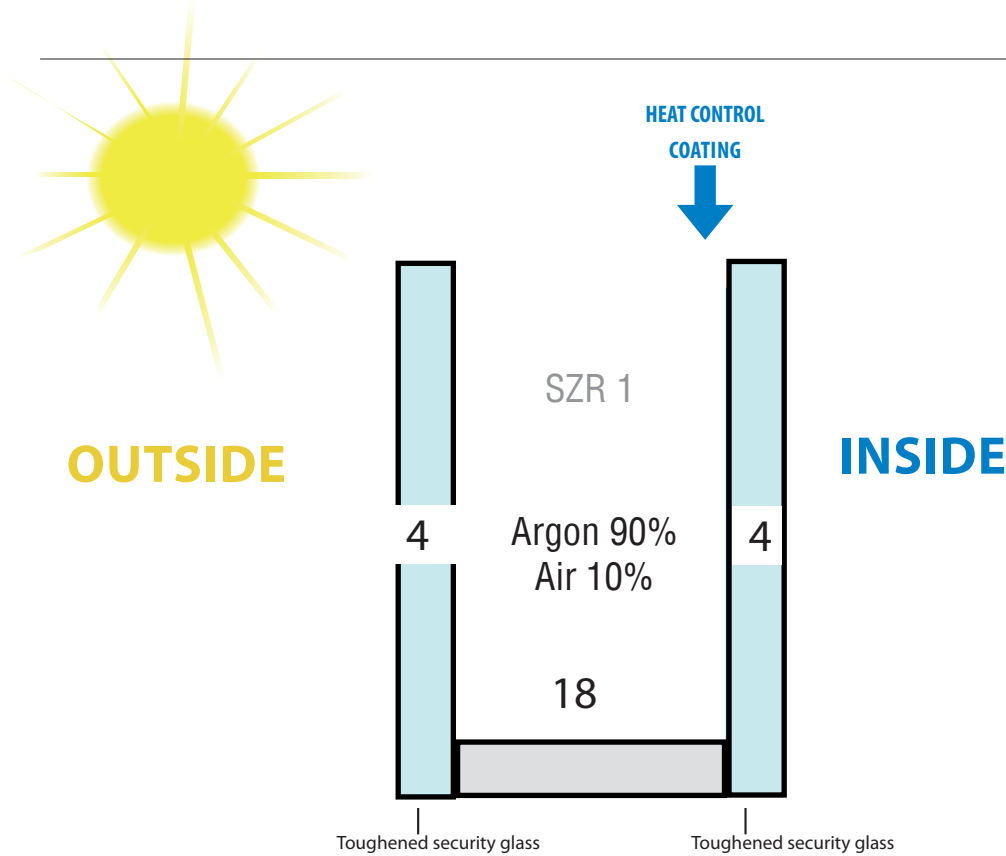 HEAT CONTROL
COATING
SZR 1
OUTSIDE
INSIDE
4
Argon 90%
Air 10%
4
18
Toughened security glass
Toughened security glass